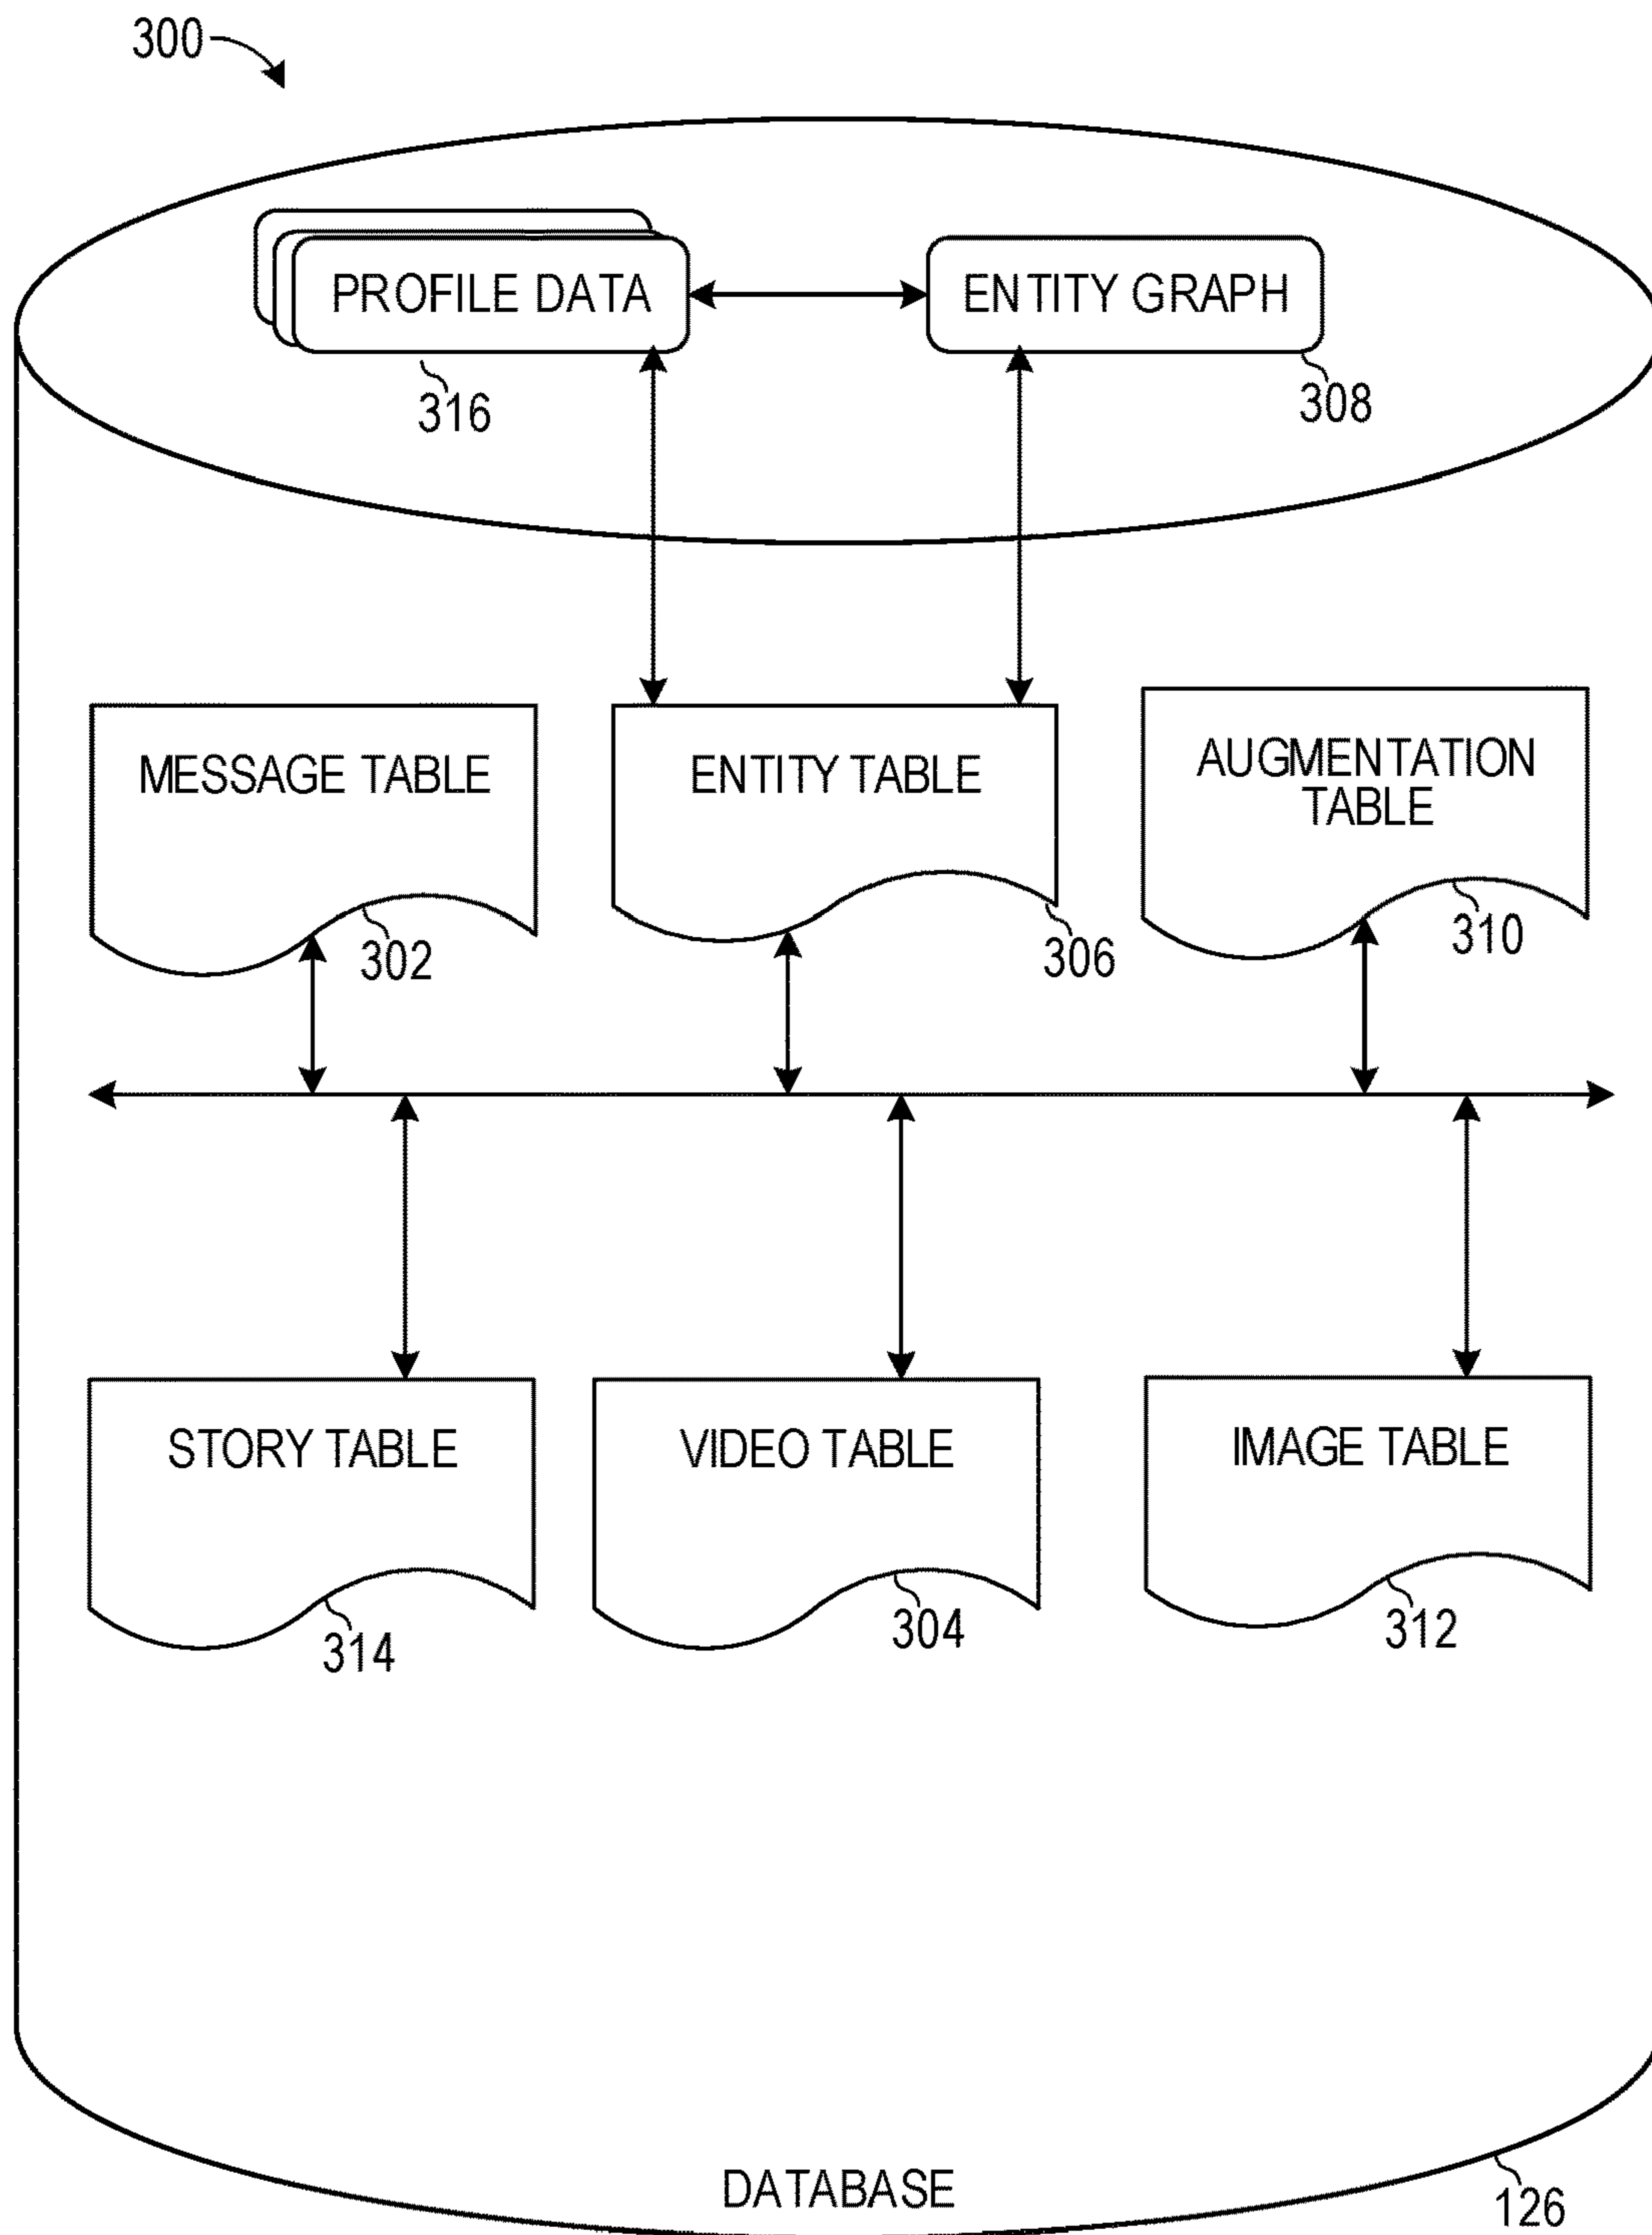 300
PROFILE DATA
ENTITY GRAPH
316
308
MESSAGE TABLE
ENTITY TABLE
AUGMENTATION
TABLE
302
306
310
STORY TABLE
VIDEO TABLE
IMAGE TABLE
314
304
312
DATABASE
126